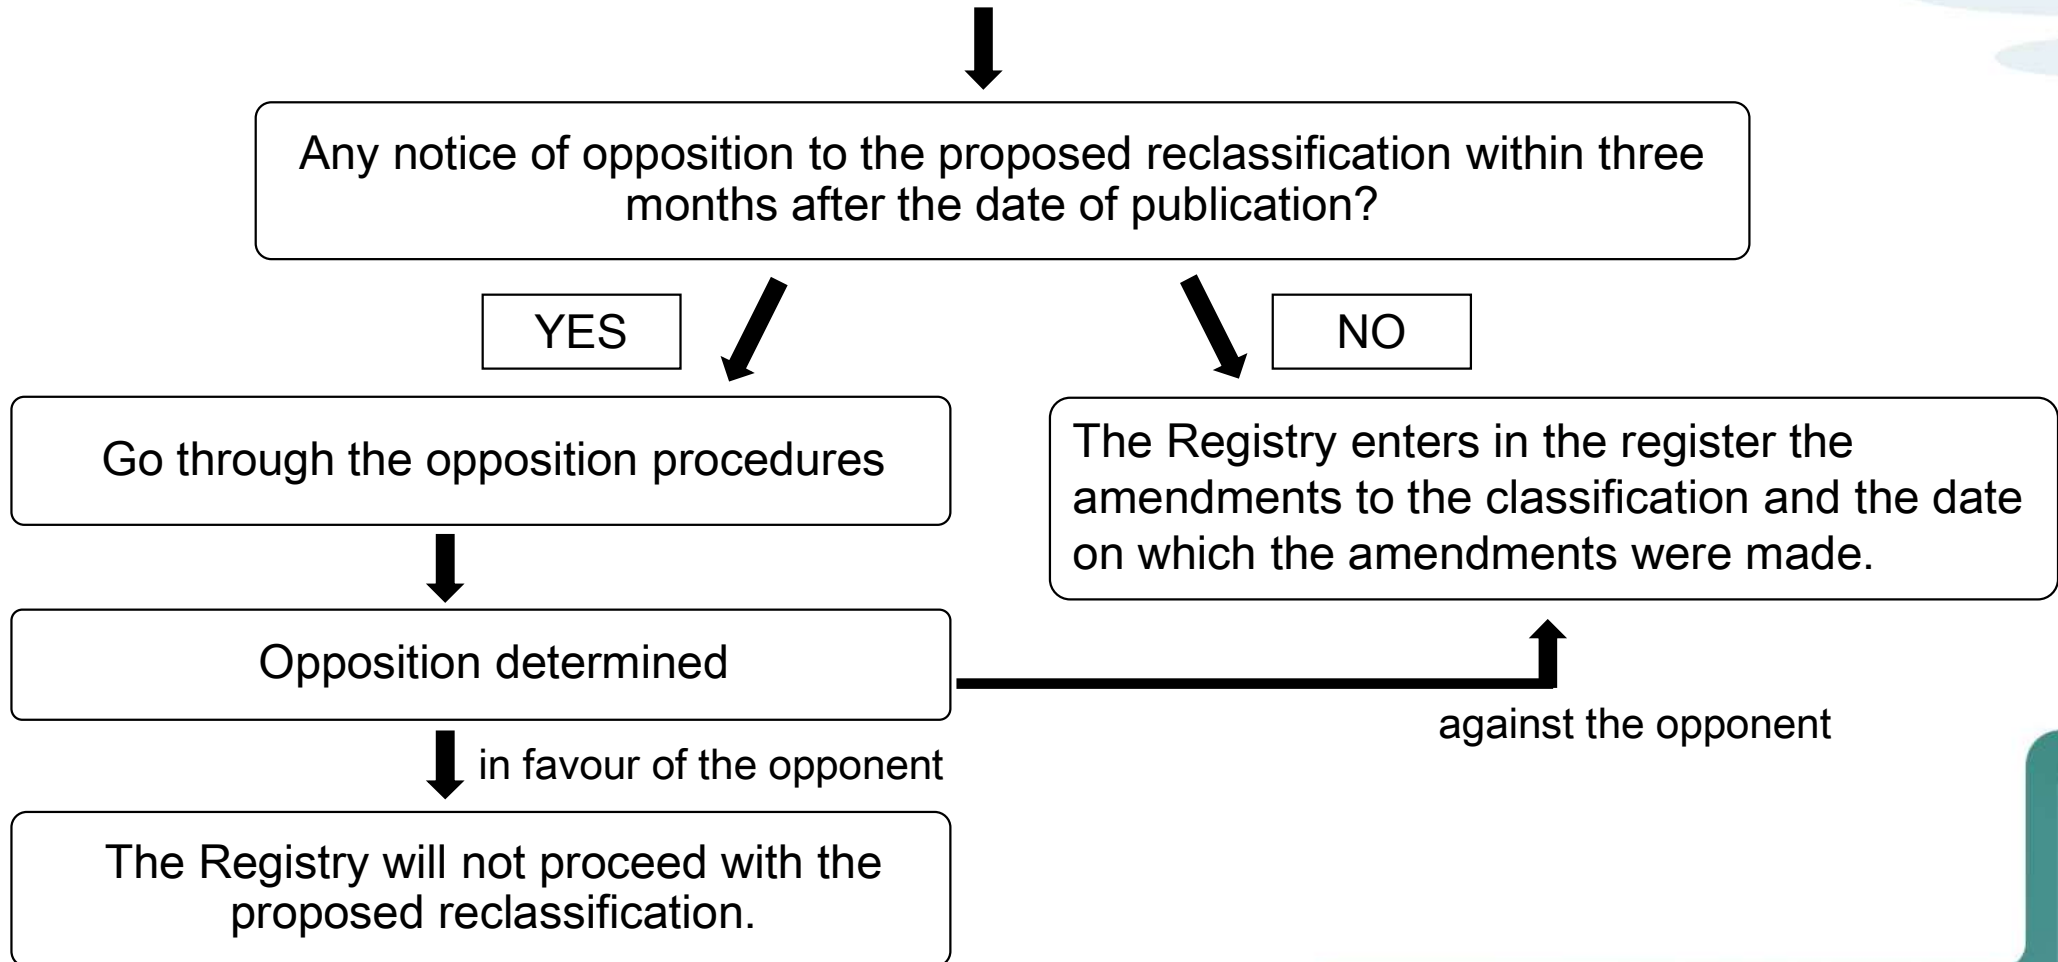 Any notice of opposition to the proposed reclassification within three
months after the date of publication?
YES
NO
Go through the opposition procedures
The Registry enters in the register the
amendments to the classification and the date
on which the amendments were made.
Opposition determined
against the opponent
in favour of the opponent
The Registry will not proceed with the
proposed reclassification.